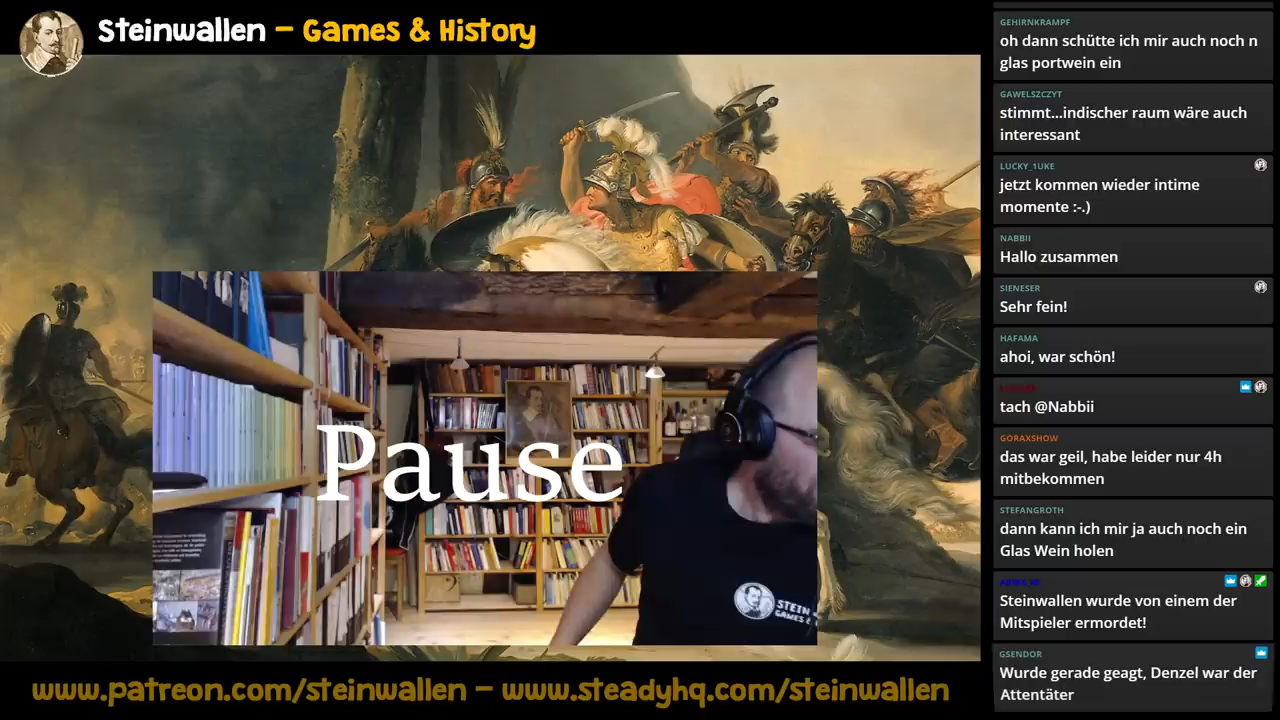 Steinwallen – Games & History
Pause
STEIN
GAMES &
www.patreon.com/steinwallen – www.steadyhq.com/steinwallen
GEHIRNKRAMPF
oh dann schütte ich mir auch noch n
glas portwein ein
GAWELSZCZYT
stimmt...indischer raum wäre auch
interessant
LUCKY_1UKE
jetzt kommen wieder intime
momente :-.)
NABBII
Hallo zusammen
SIENESER
Sehr fein!
HAFAMA
ahoi, war schön!
tach @Nabbii
GORAXSHOW
das war geil, habe leider nur 4h
mitbekommen
STEFANGROTH
dann kann ich mir ja auch noch ein
Glas Wein holen
Steinwallen wurde von einem der
Mitspieler ermordet!
GSENDOR
Wurde gerade geagt, Denzel war der
Attentäter